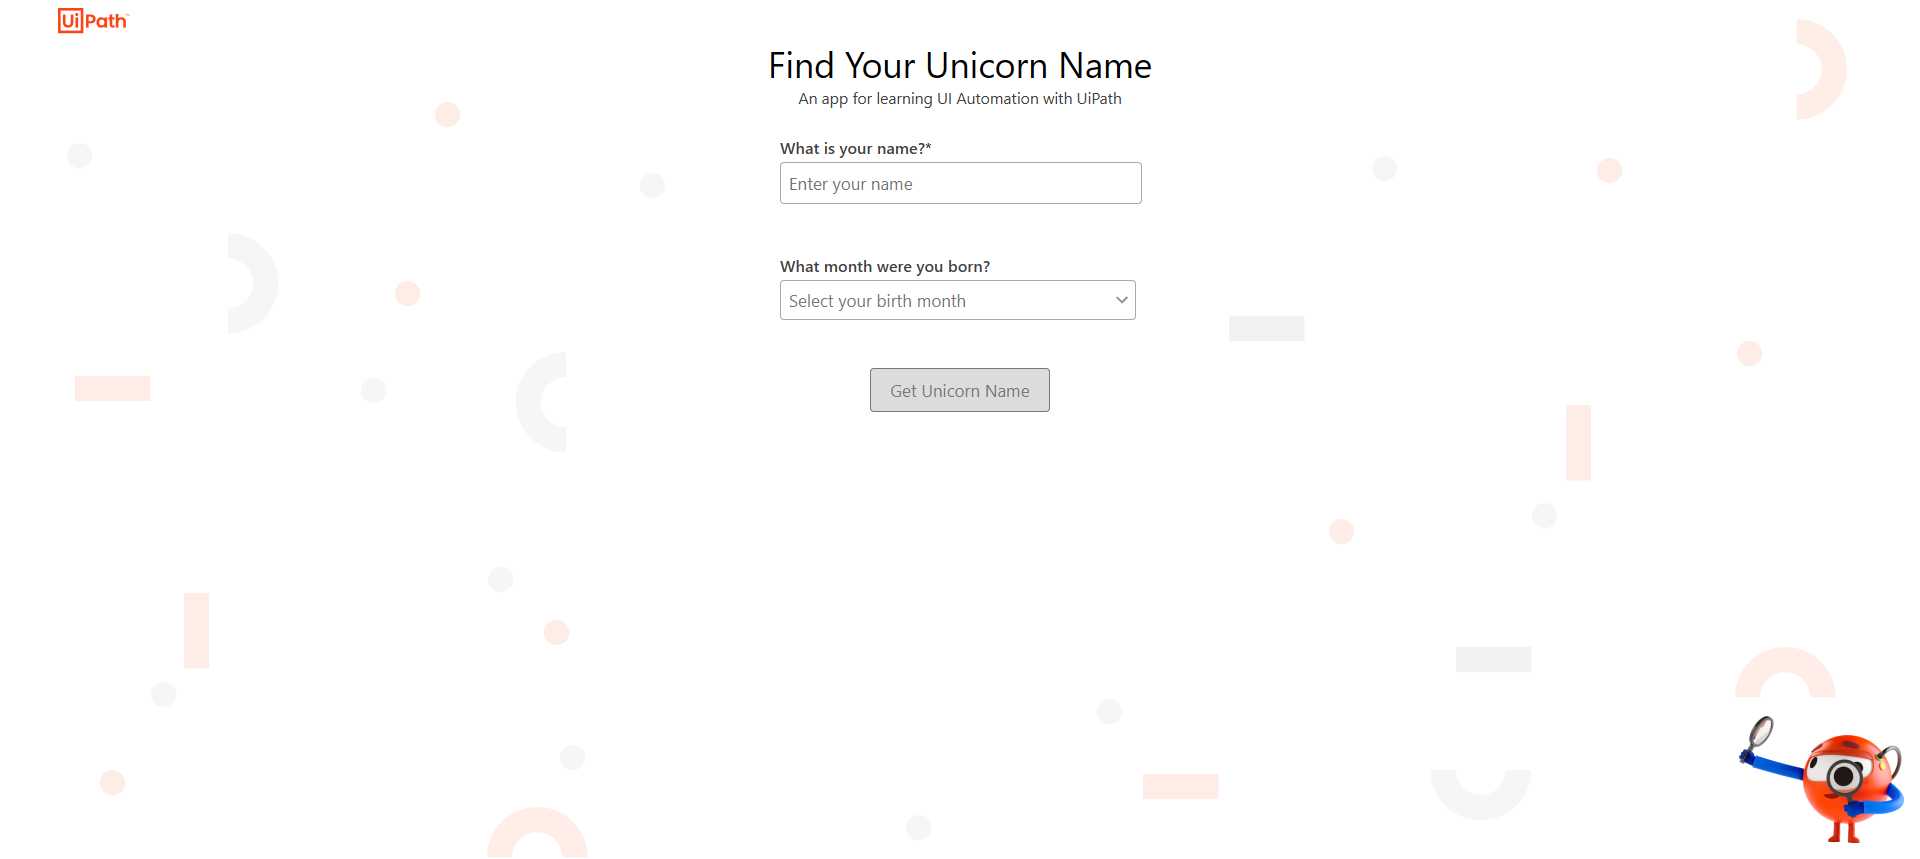 UiPath™
Find Your Unicorn Name
An app for learning UI Automation with UiPath
What is your name?*
Enter your name
What month were you born?
Select your birth month
Get Unicorn Name